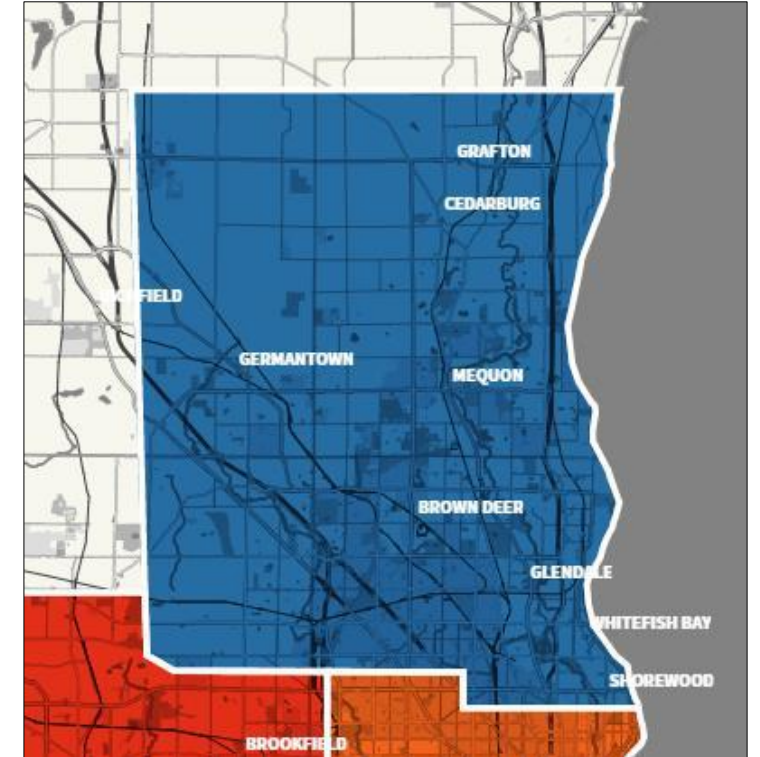 GRAFTON
CEDARBURG
GERMANTOWN
MEQUON
BROWN DEER
GLENDALE
WHITEFISH BAY
SHOREWOOD
BROOKFIELD